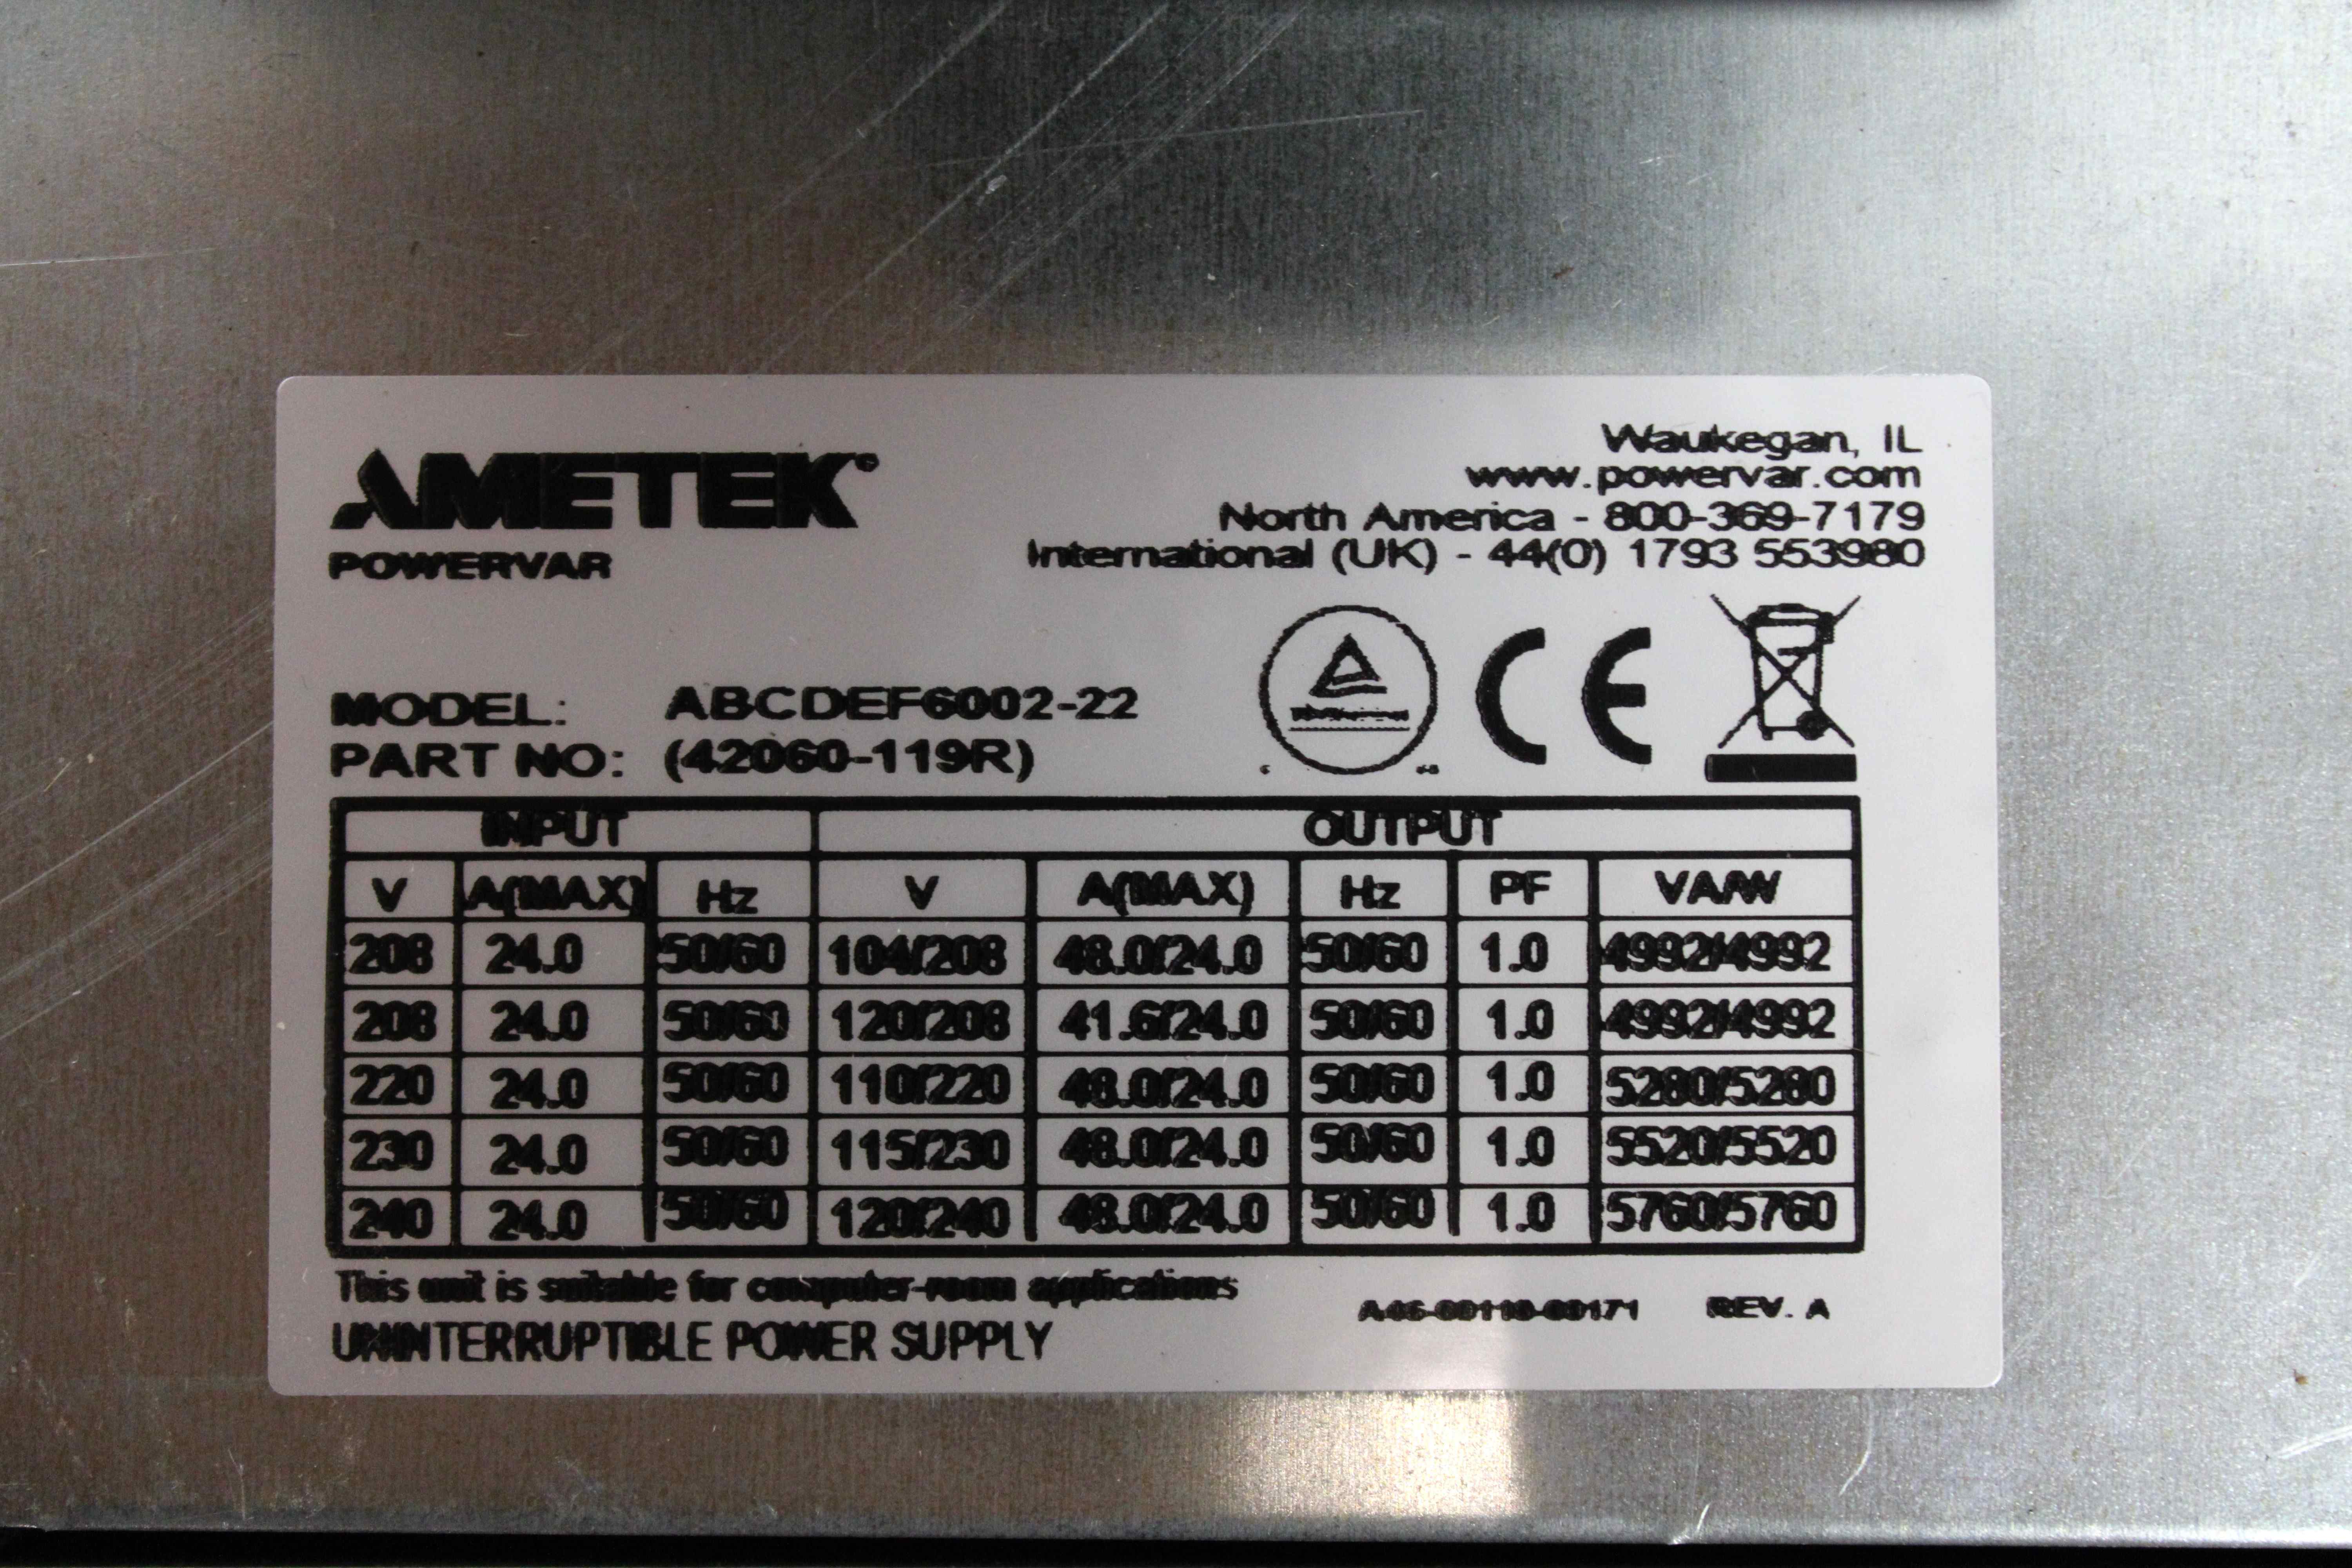 AMETEK®
POWERVAR
Waukegan, IL
www.powervar.com
North America - 800-369-7179
International (UK) - 44(0) 1793 553980
MODEL: ABCDEF6002-22
PART NO: (42060-119R)
CE
INPUT OUTPUT
V A(MAX) Hz V A(MAX) Hz PF VA/W
208 24.0 50/60 104/208 48.0/24.0 50/60 1.0 4992/4992
208 24.0 50/60 120/208 41.6/24.0 50/60 1.0 4992/4992
220 24.0 50/60 110/220 48.0/24.0 50/60 1.0 5280/5280
230 24.0 50/60 115/230 48.0/24.0 50/60 1.0 5520/5520
240 24.0 50/60 120/240 48.0/24.0 50/60 1.0 5760/5760
This unit is suitable for computer-room applications
UNINTERRUPTIBLE POWER SUPPLY
REV. A